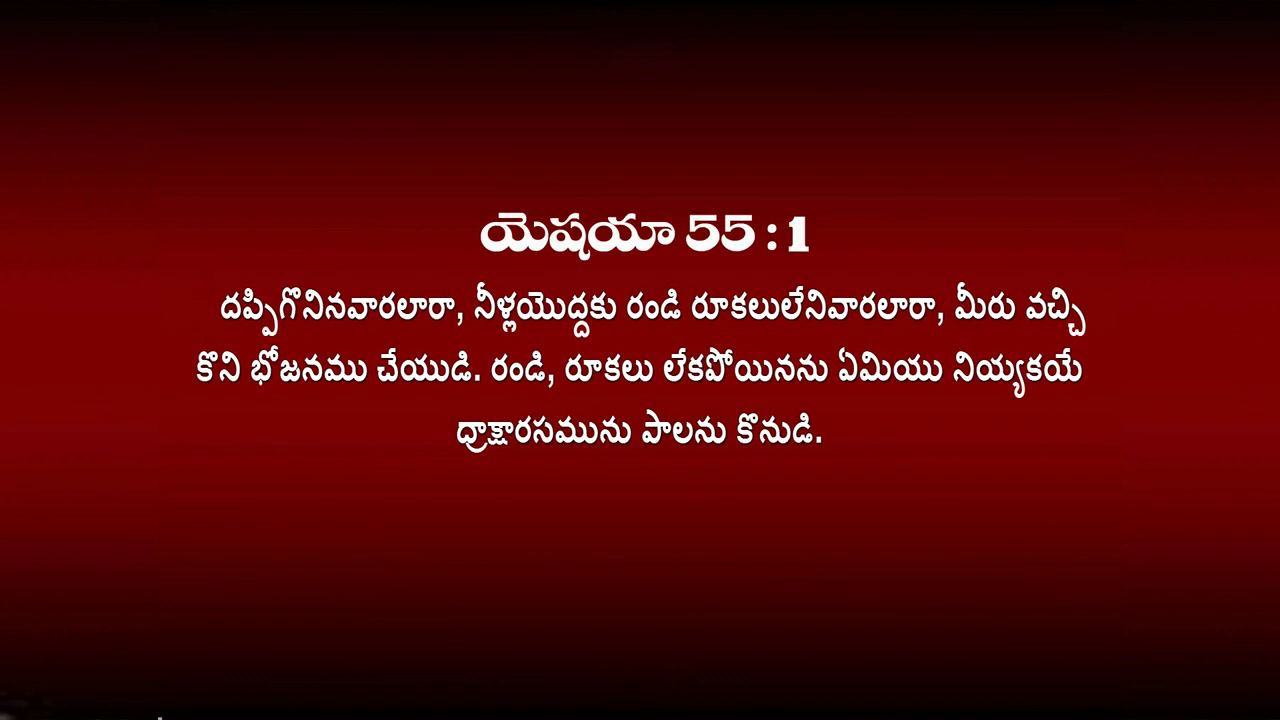 యెషయా 55 : 1
దప్పిగొనినవారలారా, నీళ్లయొద్దకు రండి రూకలులేనివారలారా, మీరు వచ్చి
కొని భోజనము చేయుడి. రండి, రూకలు లేకపోయినను ఏమియు నియ్యకయే
ద్రాక్షారసమును పాలను కొనుడి.